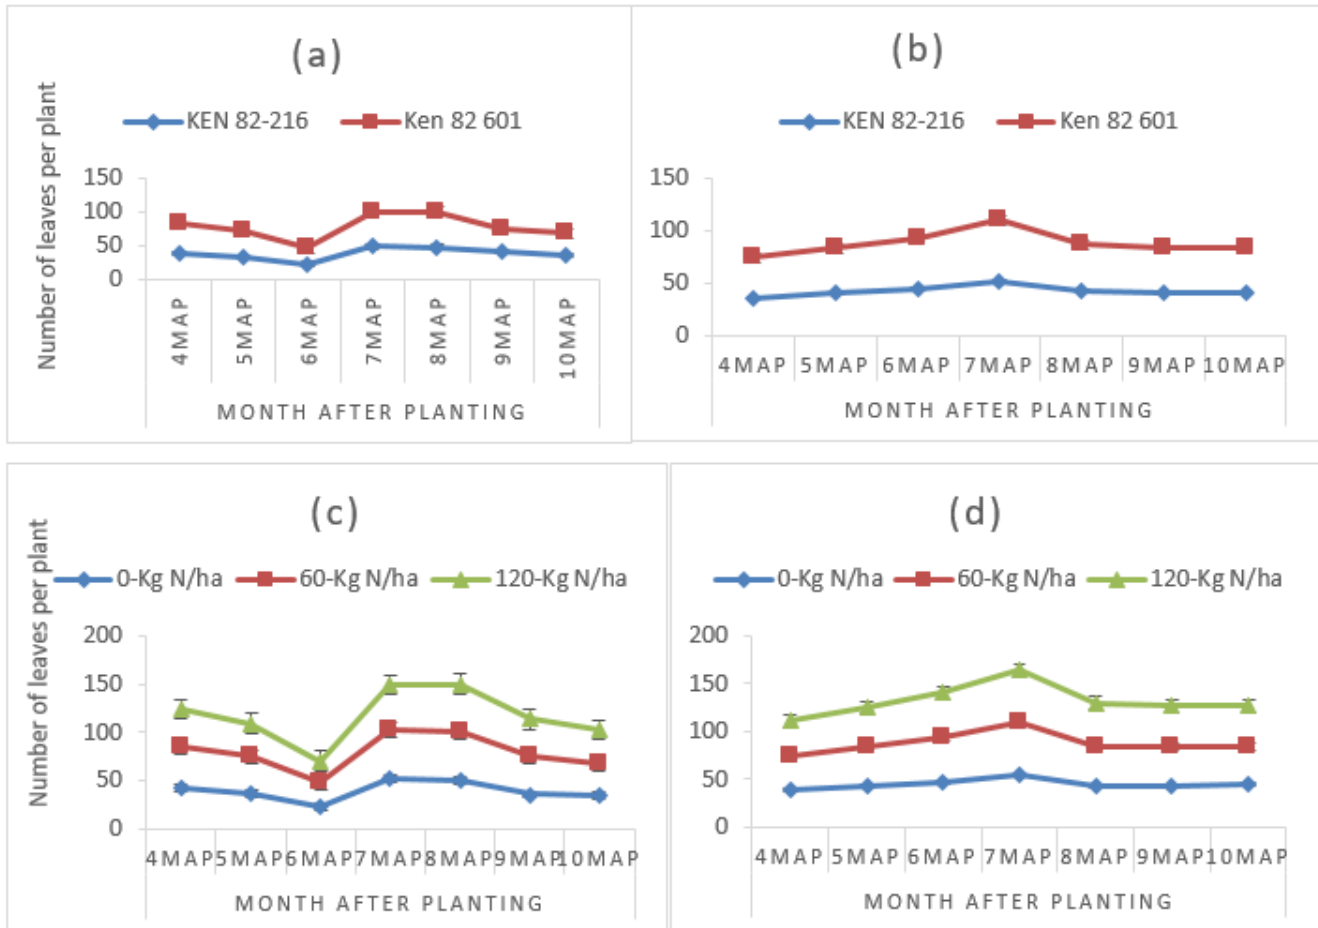 (a)
Number of leaves per plant
KEN 82-216 Ken 82 601
150
100
50
0
4MAP 5MAP 6MAP 7MAP 8MAP 9MAP 10MAP
MONTH AFTER PLANTING
(b)
KEN 82-216 Ken 82 601
150
100
50
0
4MAP 5MAP 6MAP 7MAP 8MAP 9MAP 10MAP
MONTH AFTER PLANTING
(c)
Number of leaves per plant
0-Kg N/ha 60-Kg N/ha 120-Kg N/ha
200
150
100
50
0
4MAP 5MAP 6MAP 7MAP 8MAP 9MAP 10MAP
MONTH AFTER PLANTING
(d)
0-Kg N/ha 60-Kg N/ha 120-Kg N/ha
200
150
100
50
0
4MAP 5MAP 6MAP 7MAP 8MAP 9MAP 10MAP
MONTH AFTER PLANTING